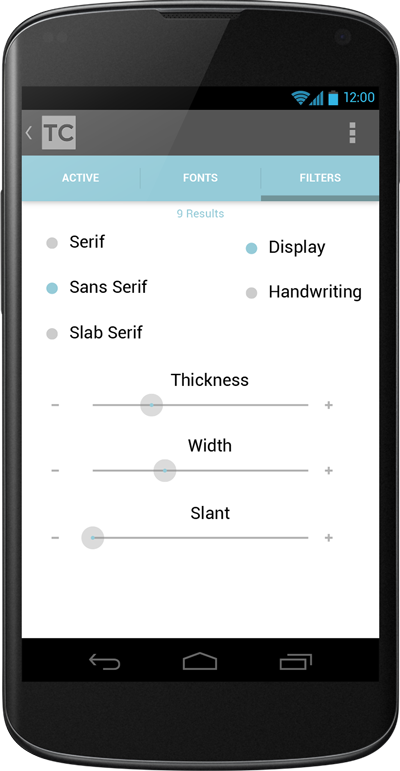 12:00
TC
ACTIVE FONTS FILTERS
9 Results
Serif
Display
Sans Serif
Handwriting
Slab Serif
Thickness
- +
Width
- +
Slant
- +